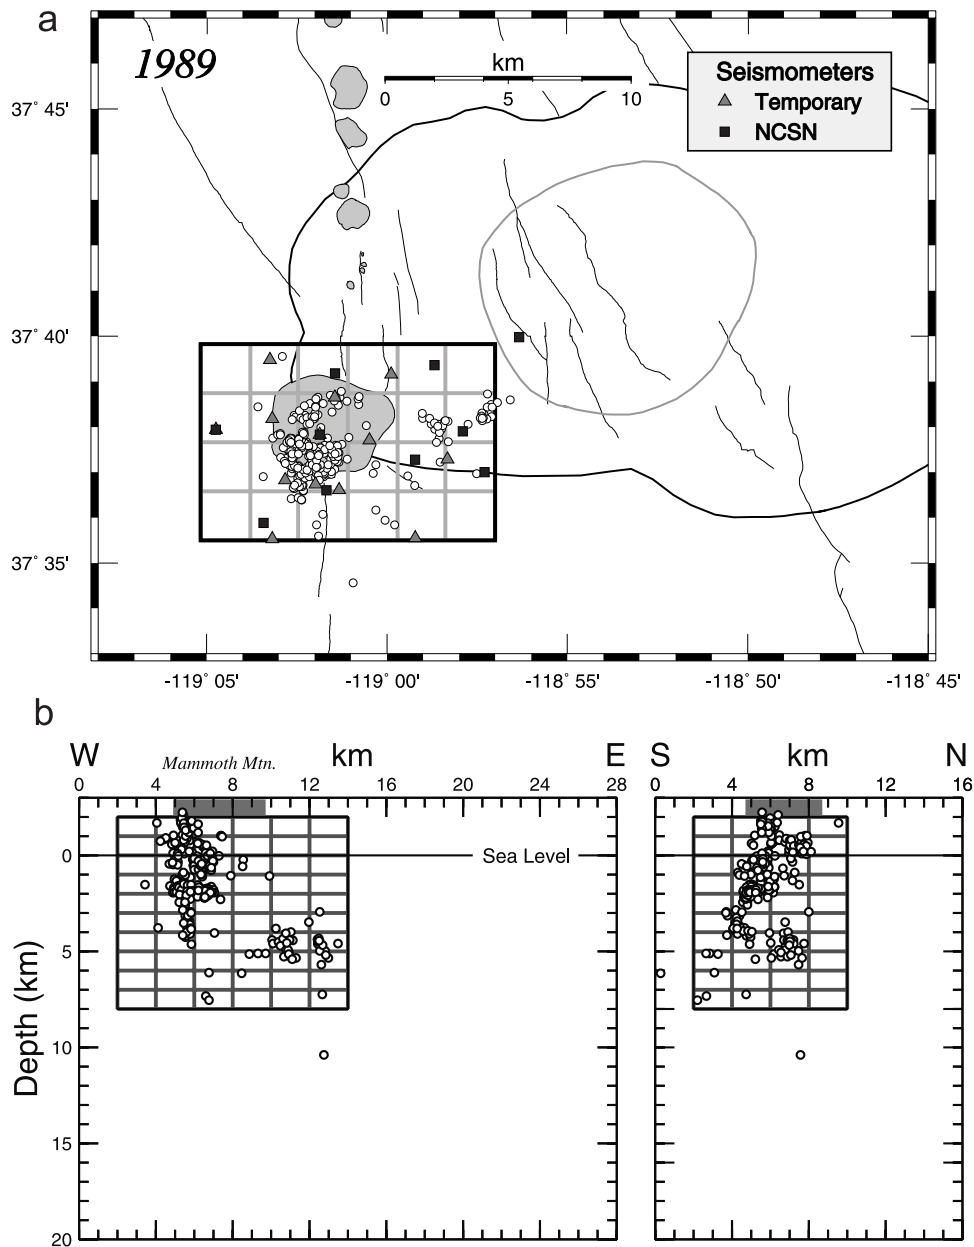 a
1989
km
0 5 10
Seismometers
Temporary
NCSN
37° 45'
37° 40'
37° 35'
-119° 05' -119° 00' -118° 55' -118° 50' -118° 45'
b
W Mammoth Mtn. km E S km N
0 4 8 12 16 20 24 28 0 4 8 12 16
0
Sea Level
5
10
15
20
Depth (km)